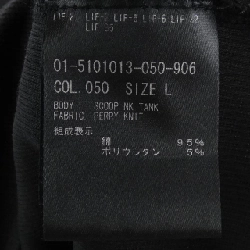 01-5101013-050-906
COL.050 SIZE L
BODY SCOOP NK TANK
FABRIC PERRY KNIT
組成表示
綿 95%
ポリウレタン 5%